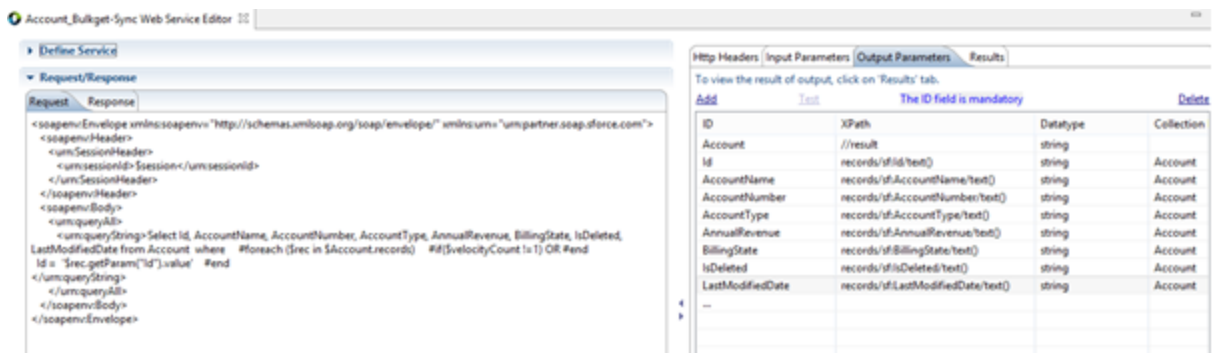 Account_Bulkget-Sync Web Service Editor
Define Service
Request/Response
Request Response
<soapenv:Envelope xmlns:soapenv="http://schemas.xmlsoap.org/soap/envelope/" xmlns:urn="urn:partner.soap.sforce.com">
<soapenv:Header>
<urn:SessionHeader>
<urn:sessionId>$session</urn:sessionId>
</urn:SessionHeader>
</soapenv:Header>
<soapenv:Body>
<urn:queryAll>
<urn:queryString>Select Id, AccountName, AccountNumber, AccountType, AnnualRevenue, BillingState, IsDeleted,
LastModifiedDate from Account where #foreach ($rec in $Account.records) #if($velocityCount != 1) OR #end
Id = '$rec.getParam("Id").value' #end
</urn:queryString>
</urn:queryAll>
</soapenv:Body>
</soapenv:Envelope>
Http Headers Input Parameters Output Parameters Results
To view the result of output, click on 'Results' tab.
Add Test The ID field is mandatory Delete
ID XPath Datatype Collection
Account //result string
Id records/sf:Id/text() string Account
AccountName records/sf:AccountName/text() string Account
AccountNumber records/sf:AccountNumber/text() string Account
AccountType records/sf:AccountType/text() string Account
AnnualRevenue records/sf:AnnualRevenue/text() string Account
BillingState records/sf:BillingState/text() string Account
IsDeleted records/sf:IsDeleted/text() string Account
LastModifiedDate records/sf:LastModifiedDate/text() string Account
...